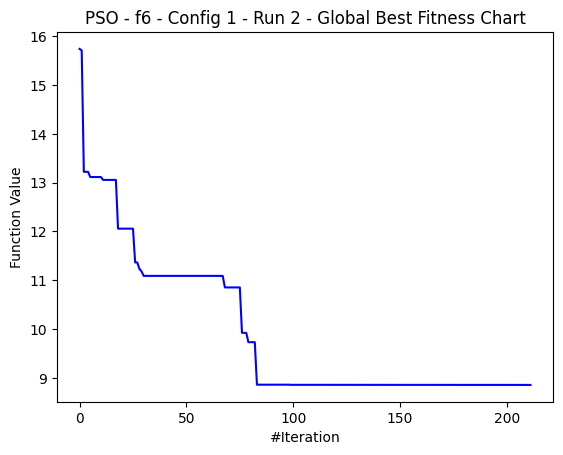 PSO - f6 - Config 1 - Run 2 - Global Best Fitness Chart
16
15
14
13
12
11
10
9
Function Value
0 50 100 150 200
#Iteration